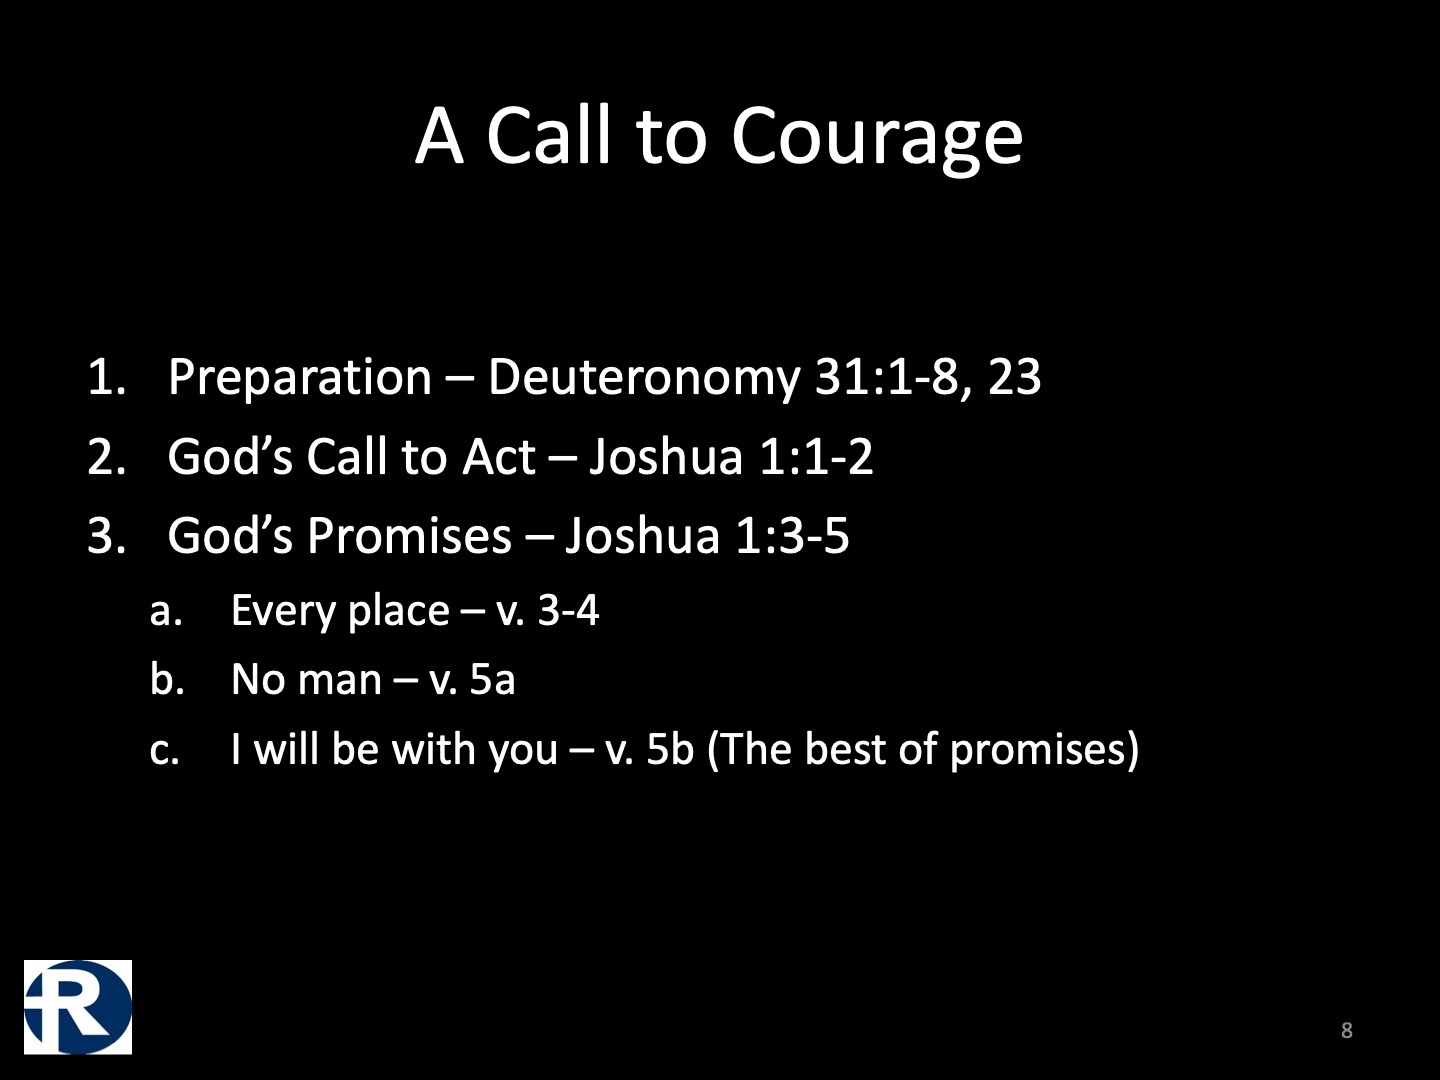 A Call to Courage
1. Preparation – Deuteronomy 31:1-8, 23
2. God’s Call to Act – Joshua 1:1-2
3. God’s Promises – Joshua 1:3-5
a. Every place – v. 3-4
b. No man – v. 5a
c. I will be with you – v. 5b (The best of promises)
R
8